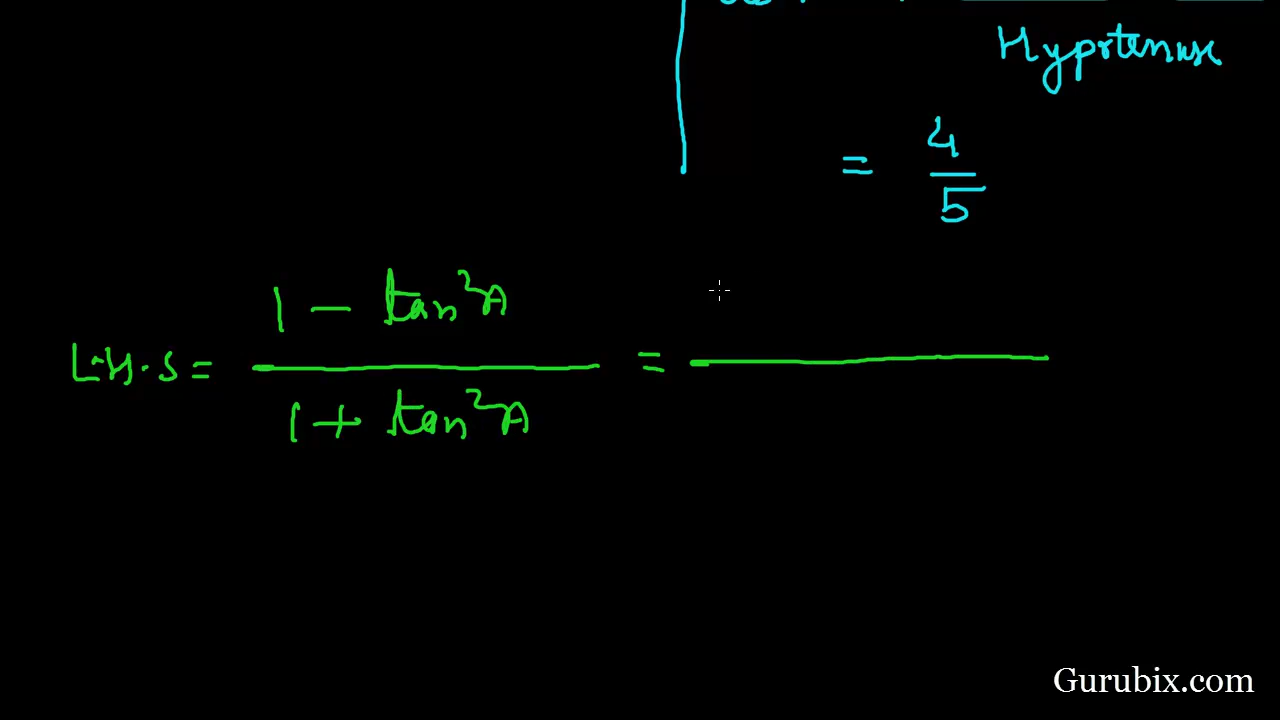 Hypotenuse
= 4/5
L.H.S = (1 - tan²A)/(1 + tan²A) =
Gurubix.com